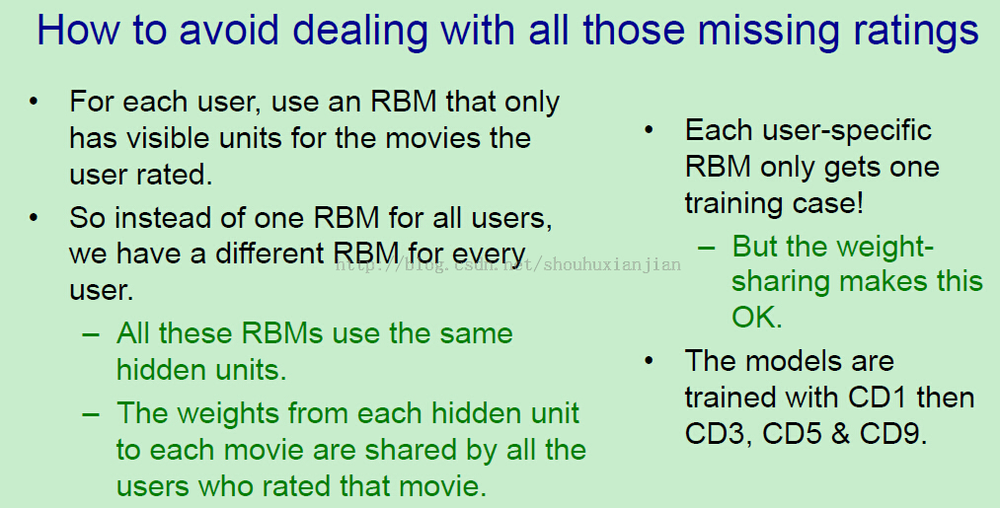 How to avoid dealing with all those missing ratings
• For each user, use an RBM that only
has visible units for the movies the
user rated.
• So instead of one RBM for all users,
we have a different RBM for every
user.
– All these RBMs use the same
hidden units.
– The weights from each hidden unit
to each movie are shared by all the
users who rated that movie.
• Each user-specific
RBM only gets one
training case!
– But the weight-
sharing makes this
OK.
• The models are
trained with CD1 then
CD3, CD5 & CD9.
http://blog.csdn.net/shouhuxianjian